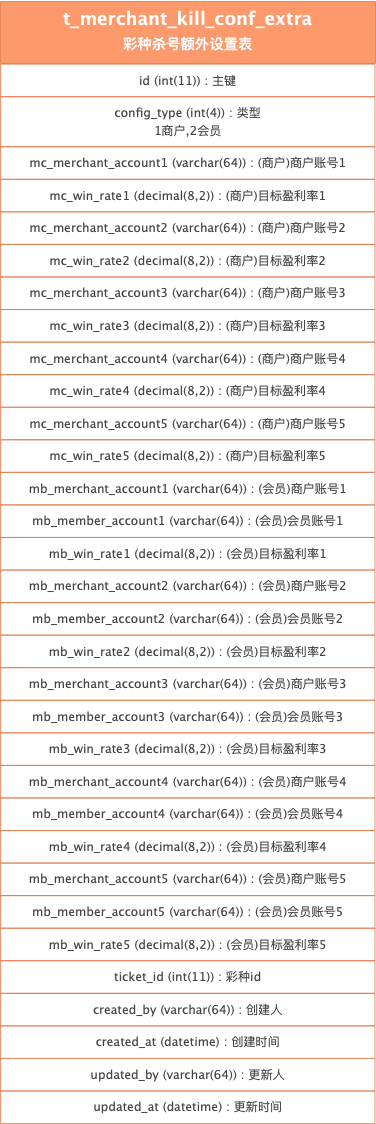 t_merchant_kill_conf_extra
彩种杀号额外设置表
id (int(11)) : 主键
config_type (int(4)) : 类型
1商户,2会员
mc_merchant_account1 (varchar(64)) : (商户)商户账号1
mc_win_rate1 (decimal(8,2)) : (商户)目标盈利率1
mc_merchant_account2 (varchar(64)) : (商户)商户账号2
mc_win_rate2 (decimal(8,2)) : (商户)目标盈利率2
mc_merchant_account3 (varchar(64)) : (商户)商户账号3
mc_win_rate3 (decimal(8,2)) : (商户)目标盈利率3
mc_merchant_account4 (varchar(64)) : (商户)商户账号4
mc_win_rate4 (decimal(8,2)) : (商户)目标盈利率4
mc_merchant_account5 (varchar(64)) : (商户)商户账号5
mc_win_rate5 (decimal(8,2)) : (商户)目标盈利率5
mb_merchant_account1 (varchar(64)) : (会员)商户账号1
mb_member_account1 (varchar(64)) : (会员)会员账号1
mb_win_rate1 (decimal(8,2)) : (会员)目标盈利率1
mb_merchant_account2 (varchar(64)) : (会员)商户账号2
mb_member_account2 (varchar(64)) : (会员)会员账号2
mb_win_rate2 (decimal(8,2)) : (会员)目标盈利率2
mb_merchant_account3 (varchar(64)) : (会员)商户账号3
mb_member_account3 (varchar(64)) : (会员)会员账号3
mb_win_rate3 (decimal(8,2)) : (会员)目标盈利率3
mb_merchant_account4 (varchar(64)) : (会员)商户账号4
mb_member_account4 (varchar(64)) : (会员)会员账号4
mb_win_rate4 (decimal(8,2)) : (会员)目标盈利率4
mb_merchant_account5 (varchar(64)) : (会员)商户账号5
mb_member_account5 (varchar(64)) : (会员)会员账号5
mb_win_rate5 (decimal(8,2)) : (会员)目标盈利率5
ticket_id (int(11)) : 彩种id
created_by (varchar(64)) : 创建人
created_at (datetime) : 创建时间
updated_by (varchar(64)) : 更新人
updated_at (datetime) : 更新时间